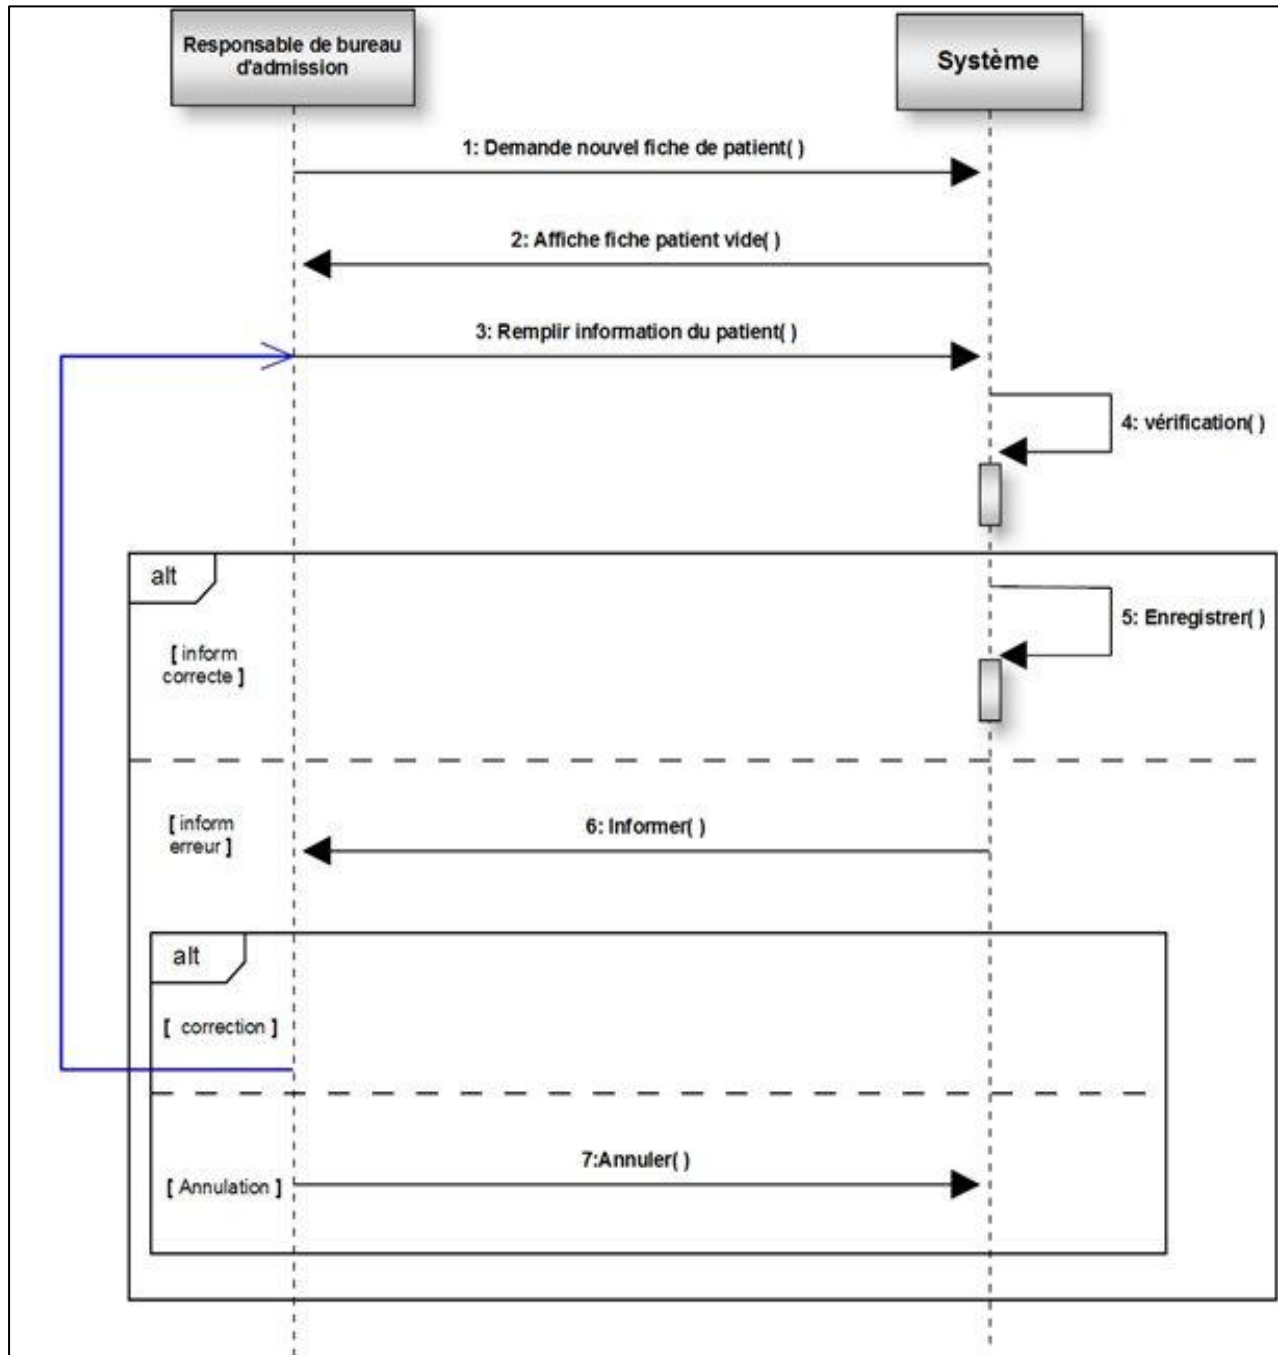 Responsable de bureau
d'admission
Système
1: Demande nouvel fiche de patient( )
2: Affiche fiche patient vide( )
3: Remplir information du patient( )
4: vérification( )
alt
5: Enregistrer( )
[ inform
correcte ]
[ inform
erreur ]
6: Informer( )
alt
[ correction ]
7:Annuler( )
[ Annulation ]